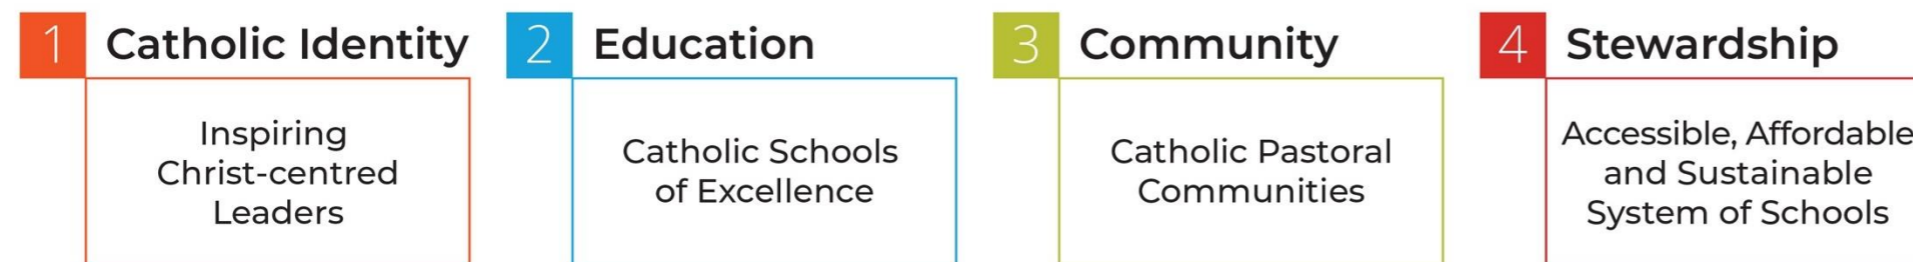 1 Catholic Identity
Inspiring
Christ-centred
Leaders
2 Education
Catholic Schools
of Excellence
3 Community
Catholic Pastoral
Communities
4 Stewardship
Accessible, Affordable
and Sustainable
System of Schools